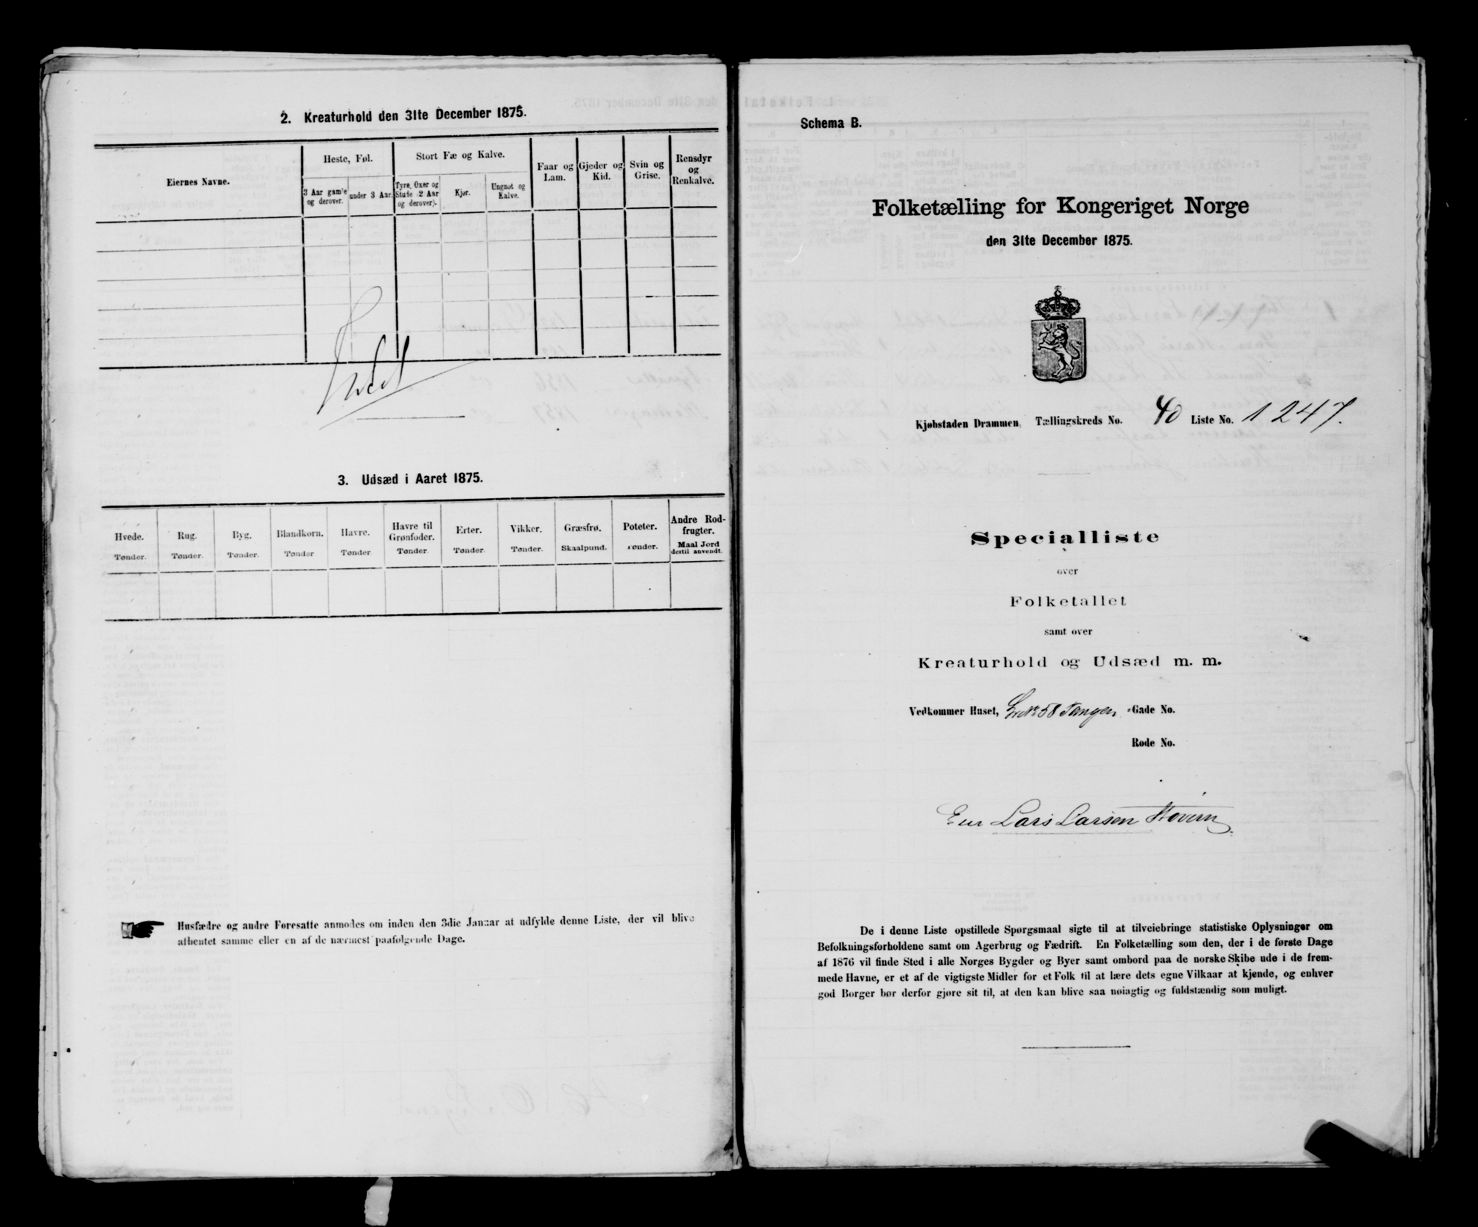 2. Kreaturhold den 31te December 1875.
Eiernes Navne.
Heste, Føl.
Stort Fæ og Kalve.
Faar og Lam.
Gjeder og Kid.
Svin og Grise.
Rensdyr og Renkalve.
3 Aar gamle og derover.
under 3 Aar.
Tyre, Oxer og Stude (2 Aar og derover).
Kjør.
Ungnøt og Kalve.
Intet
3. Udsæd i Aaret 1875.
Hvede. Rug. Byg. Blandkorn. Havre. Havre til Grønfoder. Erter. Vikker. Græsfrø. Poteter. Andre Rodfrugter.
Tønder. Tønder. Tønder. Tønder Tønder Tønder. Tønder. Tønder. Skaalpund. Tønder. Maal Jord dertil anvendt.
Husfædre og andre Foresatte anmodes om inden den 3die Januar at udfylde denne Liste, der vil blive
afhentet samme eller en af de nærmest paafølgende Dage.
Schema B.
Folketælling for Kongeriget Norge
den 31te December 1875.
Kjøbstaden Drammen, Tællingskreds No. 40 Liste No. 1247.
Specialliste
over
Folketallet
samt over
Kreaturhold og Udsæd m. m.
Vedkommer Huset, 58 Tangen -Gade No.
Rode No.
Eier Lars Larsen
De i denne Liste opstillede Spørgsmaal sigte til at tilveiebringe statistiske Oplysninger om
Befolkningsforholdene samt om Agerbrug og Fædrift. En Folketælling som den, der i de første Dage
af 1876 vil finde Sted i alle Norges Bygder og Byer samt ombord paa de norske Skibe ude i de frem-
mede Havne, er et af de vigtigste Midler for et Folk til at lære dets egne Vilkaar at kjende, og enhver
god Borger bør derfor gjøre sit til, at den kan blive saa nøiagtig og fuldstændig som muligt.